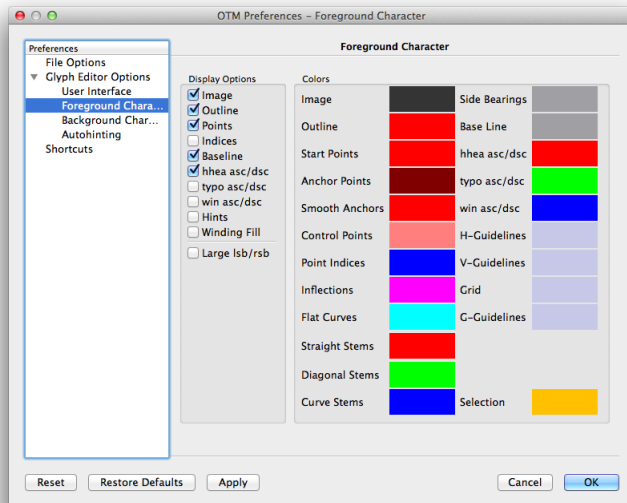 OTM Preferences – Foreground Character
Preferences
File Options
Glyph Editor Options
User Interface
Foreground Chara...
Background Char...
Autohinting
Shortcuts
Foreground Character
Display Options
Image
Outline
Points
Indices
Baseline
hhea asc/dsc
typo asc/dsc
win asc/dsc
Hints
Winding Fill
Large lsb/rsb
Colors
Image
Outline
Start Points
Anchor Points
Smooth Anchors
Control Points
Point Indices
Inflections
Flat Curves
Straight Stems
Diagonal Stems
Curve Stems
Side Bearings
Base Line
hhea asc/dsc
typo asc/dsc
win asc/dsc
H-Guidelines
V-Guidelines
Grid
G-Guidelines
Selection
Reset
Restore Defaults
Apply
Cancel
OK